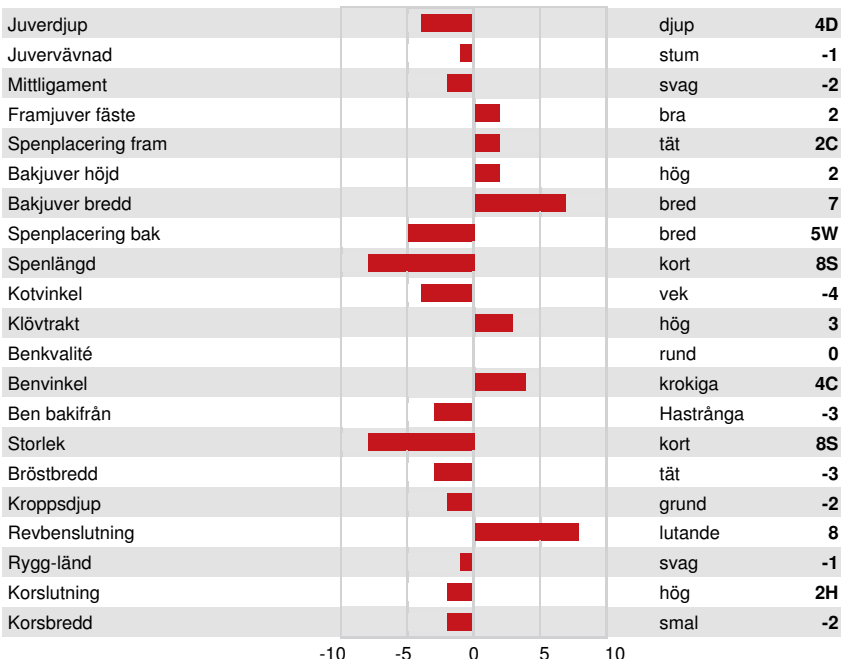 Juverdjup djup 4D
Juvervävnad stum -1
Mittligament svag -2
Framjuver fäste bra 2
Spenplacering fram tät 2C
Bakjuver höjd hög 2
Bakjuver bredd bred 7
Spenplacering bak bred 5W
Spenlängd kort 8S
Kotvinkel vek -4
Klövtrakt hög 3
Benkvalité rund 0
Benvinkel krokiga 4C
Ben bakifrån Hastrånga -3
Storlek kort 8S
Bröstbredd tät -3
Kroppsdjup grund -2
Revbenslutning lutande 8
Rygg-länd svag -1
Korslutning hög 2H
Korsbredd smal -2
-10 -5 0 5 10